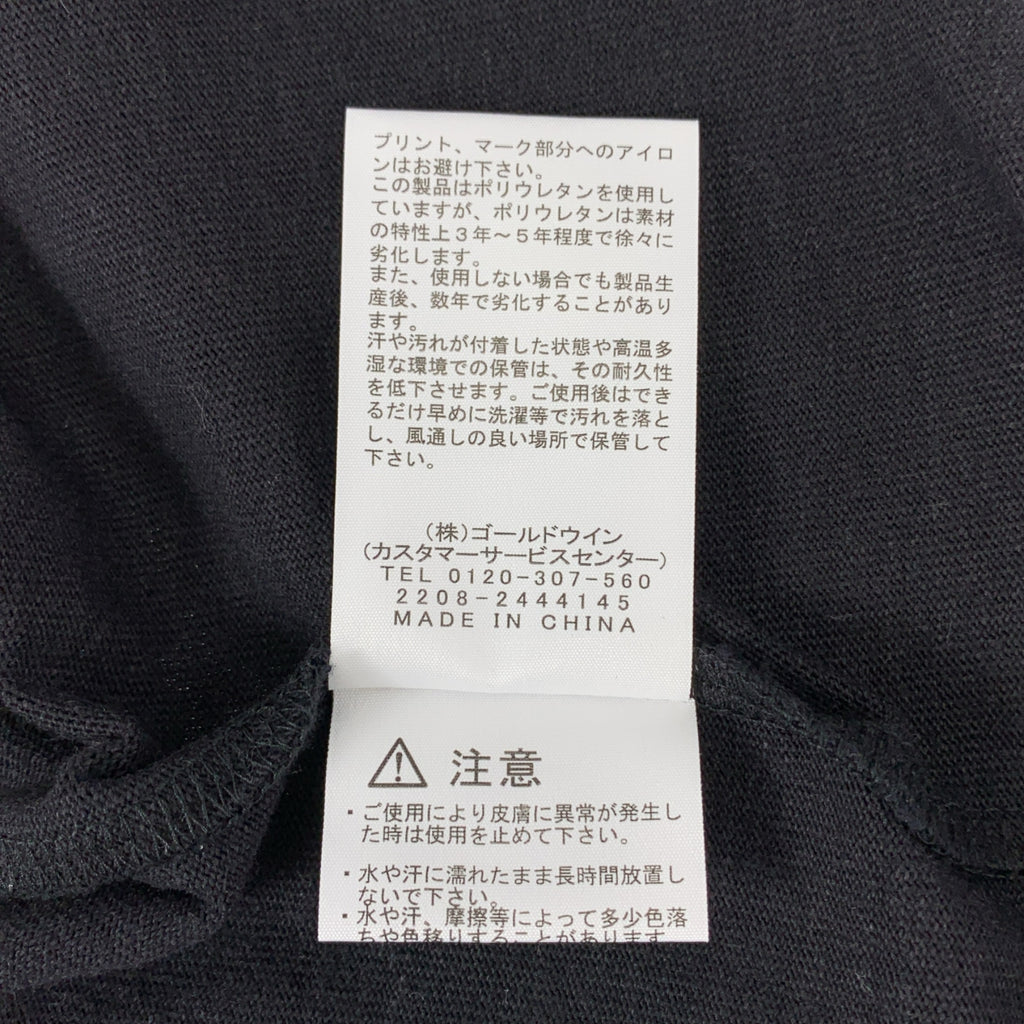 プリント、マーク部分へのアイロ
ンはお避け下さい。
この製品はポリウレタンを使用し
ていますが、ポリウレタンは素材
の特性上３年～５年程度で徐々に
劣化します。
また、使用しない場合でも製品生
産後、数年で劣化することがあり
ます。
汗や汚れが付着した状態や高温多
湿な環境での保管は、その耐久性
を低下させます。ご使用後はでき
るだけ早めに洗濯等で汚れを落と
し、風通しの良い場所で保管して
下さい。
(株)ゴールドウイン
(カスタマーサービスセンター)
TEL 0120-307-560
2208-2444145
MADE IN CHINA
注意
・ご使用により皮膚に異常が発生し
た時は使用を止めて下さい。
・水や汗に濡れたまま長時間放置し
ないで下さい。
・水や汗、摩擦等によって多少色落
ちや色移りすることがあります